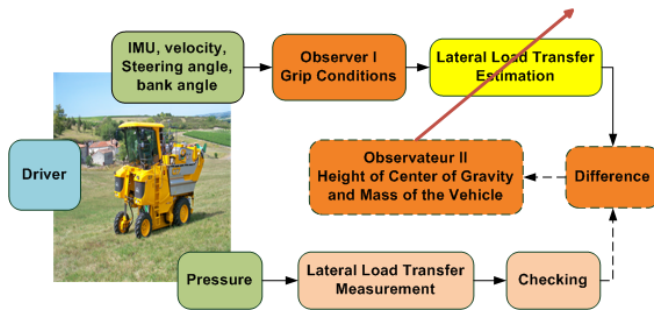 IMU, velocity,
Steering angle,
bank angle
Observer I
Grip Conditions
Lateral Load Transfer
Estimation
Driver
Observateur II
Height of Center of Gravity
and Mass of the Vehicle
Difference
Pressure
Lateral Load Transfer
Measurement
Checking